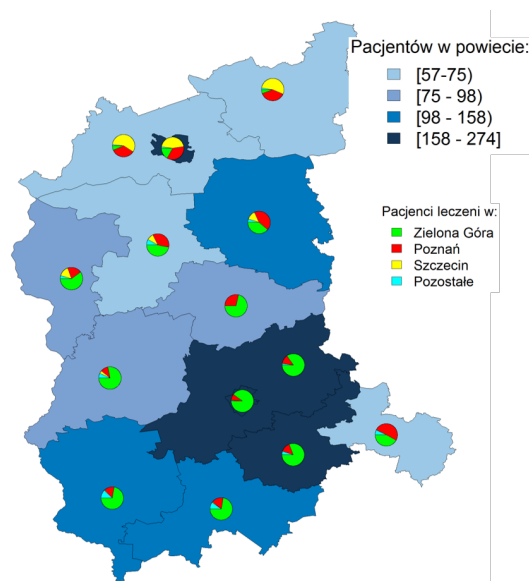 Pacjentów w powiecie:
[57-75)
[75 - 98)
[98 - 158)
[158 - 274]
Pacjenci leczeni w:
Zielona Góra
Poznań
Szczecin
Pozostałe